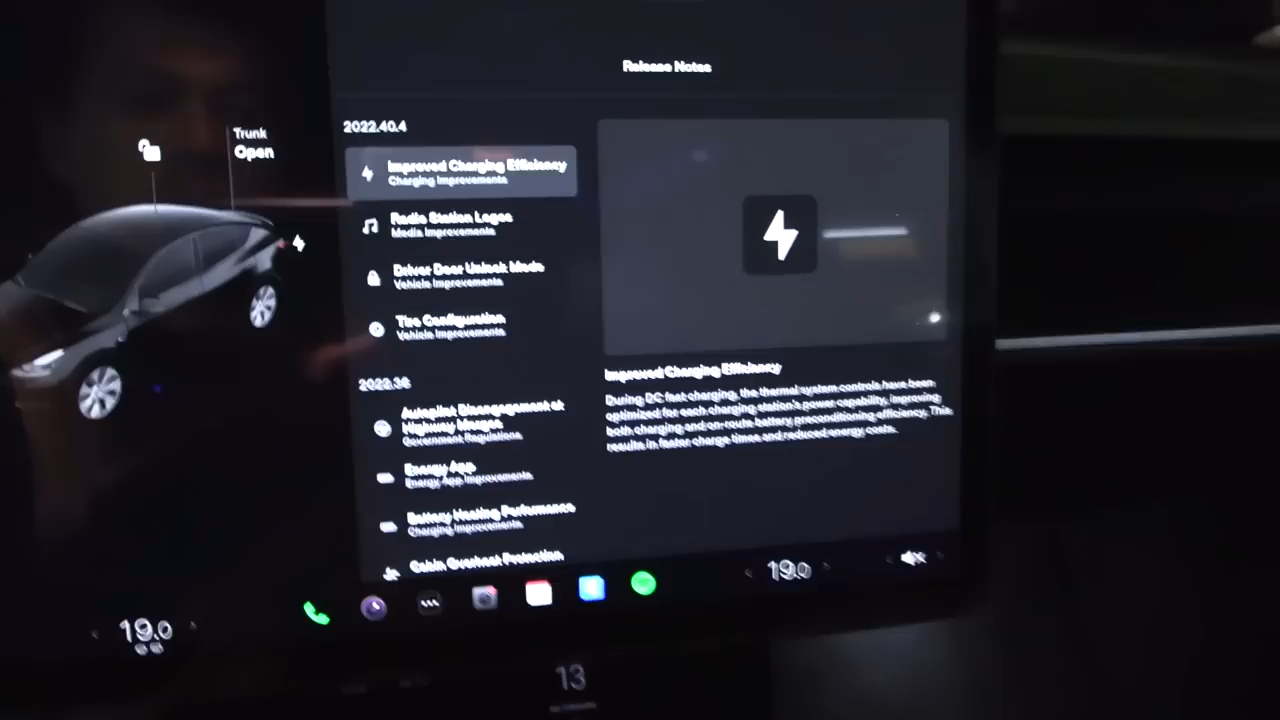 Release Notes
Trunk
Open
2022.40.4
Improved Charging Efficiency
Charging Improvements
Radio Station Logos
Media Improvements
Driver Door Unlock Mode
Vehicle Improvements
Tire Configuration
Vehicle Improvements
2022.36
Autopilot Disengagement at
Highway Merges
Government Regulations
Energy App
Energy App Improvements
Battery Heating Performance
Charging Improvements
Cabin Overheat Protection
Improved Charging Efficiency
During DC fast charging, the thermal system controls have been
optimized for each charging station's power capability, improving
both charging and on-route battery preconditioning efficiency. This
results in faster charge times and reduced energy costs.
19.0
19.0
13